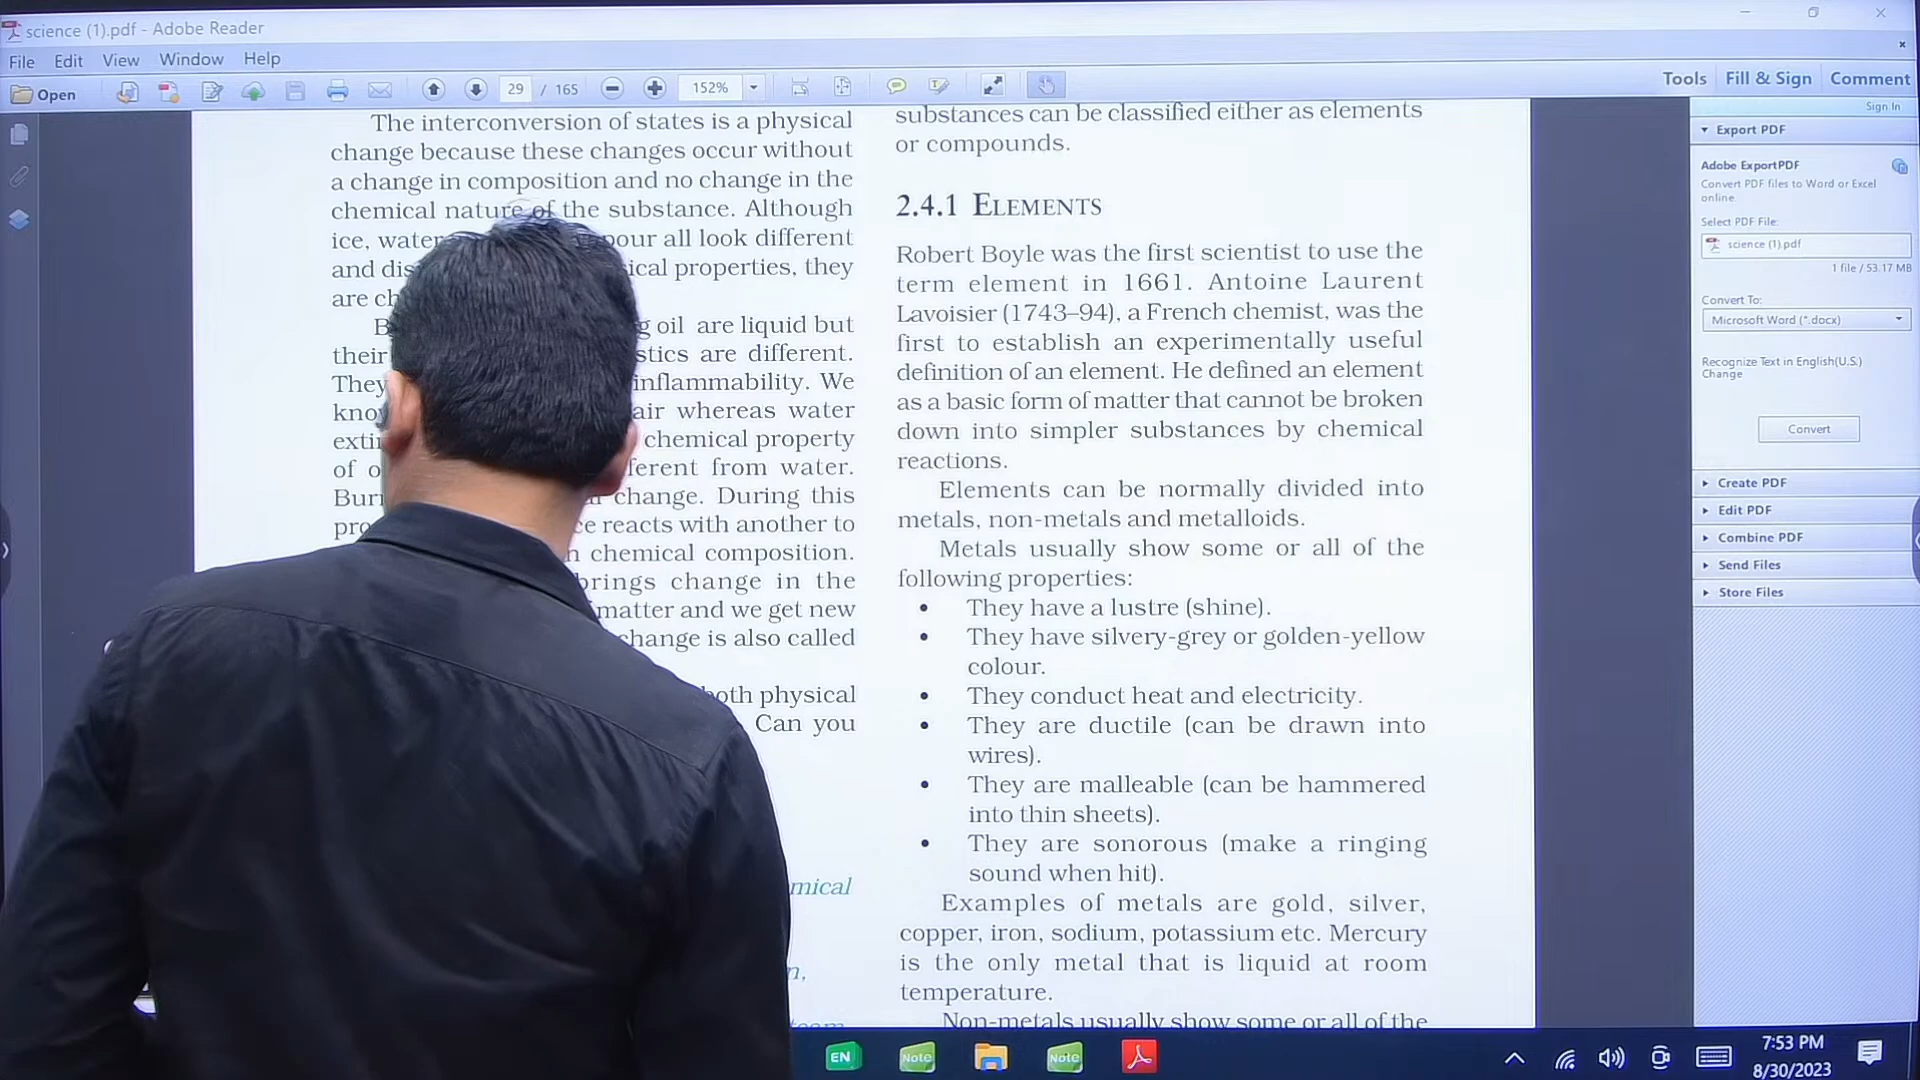 science (1).pdf - Adobe Reader
File Edit View Window Help
Open
29 / 165
152%
Tools Fill & Sign Comment
Sign In
The interconversion of states is a physical
change because these changes occur without
a change in composition and no change in the
chemical nature of the substance. Although
ice, water pour all look different
and ical properties, they
are
g oil are liquid but
their stics are different.
They inflammability. We
air whereas water
chemical property
of ferent from water.
change. During this
ce reacts with another to
n chemical composition.
brings change in the
matter and we get new
change is also called
both physical
Can you
mical
n,
substances can be classified either as elements
or compounds.
2.4.1 ELEMENTS
Robert Boyle was the first scientist to use the
term element in 1661. Antoine Laurent
Lavoisier (1743–94), a French chemist, was the
first to establish an experimentally useful
definition of an element. He defined an element
as a basic form of matter that cannot be broken
down into simpler substances by chemical
reactions.
Elements can be normally divided into
metals, non-metals and metalloids.
Metals usually show some or all of the
following properties:
• They have a lustre (shine).
• They have silvery-grey or golden-yellow
colour.
• They conduct heat and electricity.
• They are ductile (can be drawn into
wires).
• They are malleable (can be hammered
into thin sheets).
• They are sonorous (make a ringing
sound when hit).
Examples of metals are gold, silver,
copper, iron, sodium, potassium etc. Mercury
is the only metal that is liquid at room
temperature.
Non-metals usually show some or all of the
Export PDF
Adobe ExportPDF
Convert PDF files to Word or Excel
online.
Select PDF File:
science (1).pdf
1 file / 53.17 MB
Convert To:
Microsoft Word (*.docx)
Recognize Text in English(U.S.)
Change
Convert
Create PDF
Edit PDF
Combine PDF
Send Files
Store Files
EN
Note
Note
7:53 PM
8/30/2023